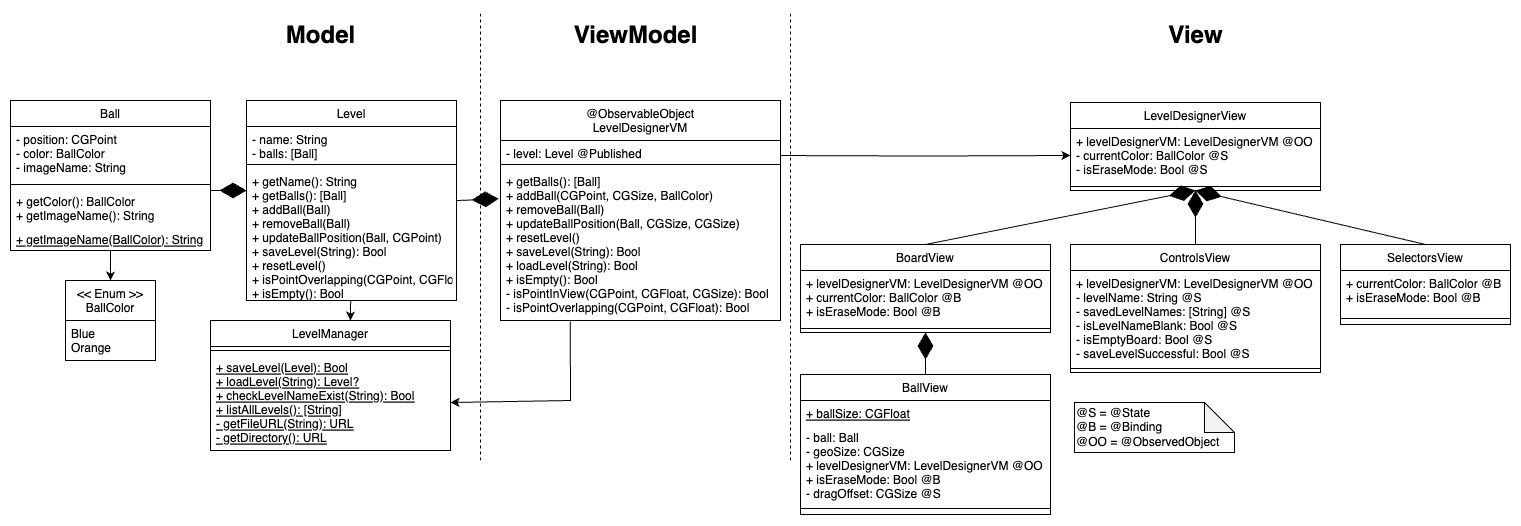 Model
ViewModel
View
Ball
- position: CGPoint
- color: BallColor
- imageName: String
+ getColor(): BallColor
+ getImageName(): String
+ getImageName(BallColor): String
<< Enum >>
BallColor
Blue
Orange
Level
- name: String
- balls: [Ball]
+ getName(): String
+ getBalls(): [Ball]
+ addBall(Ball)
+ removeBall(Ball)
+ updateBallPosition(Ball, CGPoint)
+ saveLevel(String): Bool
+ resetLevel()
+ isPointOverlapping(CGPoint, CGFlo
+ isEmpty(): Bool
LevelManager
+ saveLevel(Level): Bool
+ loadLevel(String): Level?
+ checkLevelNameExist(String): Bool
+ listAllLevels(): [String]
- getFileURL(String): URL
- getDirectory(): URL
@ObservableObject
LevelDesignerVM
- level: Level @Published
+ getBalls(): [Ball]
+ addBall(CGPoint, CGSize, BallColor)
+ removeBall(Ball)
+ updateBallPosition(Ball, CGSize, CGSize)
+ resetLevel()
+ saveLevel(String): Bool
+ loadLevel(String): Bool
+ isEmpty(): Bool
- isPointInView(CGPoint, CGFloat, CGSize): Bool
- isPointOverlapping(CGPoint, CGFloat): Bool
LevelDesignerView
+ levelDesignerVM: LevelDesignerVM @OO
- currentColor: BallColor @S
- isEraseMode: Bool @S
BoardView
+ levelDesignerVM: LevelDesignerVM @OO
+ currentColor: BallColor @B
+ isEraseMode: Bool @B
ControlsView
+ levelDesignerVM: LevelDesignerVM @OO
- levelName: String @S
- savedLevelNames: [String] @S
- isLevelNameBlank: Bool @S
- isEmptyBoard: Bool @S
- saveLevelSuccessful: Bool @S
SelectorsView
+ currentColor: BallColor @B
+ isEraseMode: Bool @B
BallView
+ ballSize: CGFloat
- ball: Ball
- geoSize: CGSize
+ levelDesignerVM: LevelDesignerVM @OO
+ isEraseMode: Bool @B
- dragOffset: CGSize @S
@S = @State
@B = @Binding
@OO = @ObservedObject